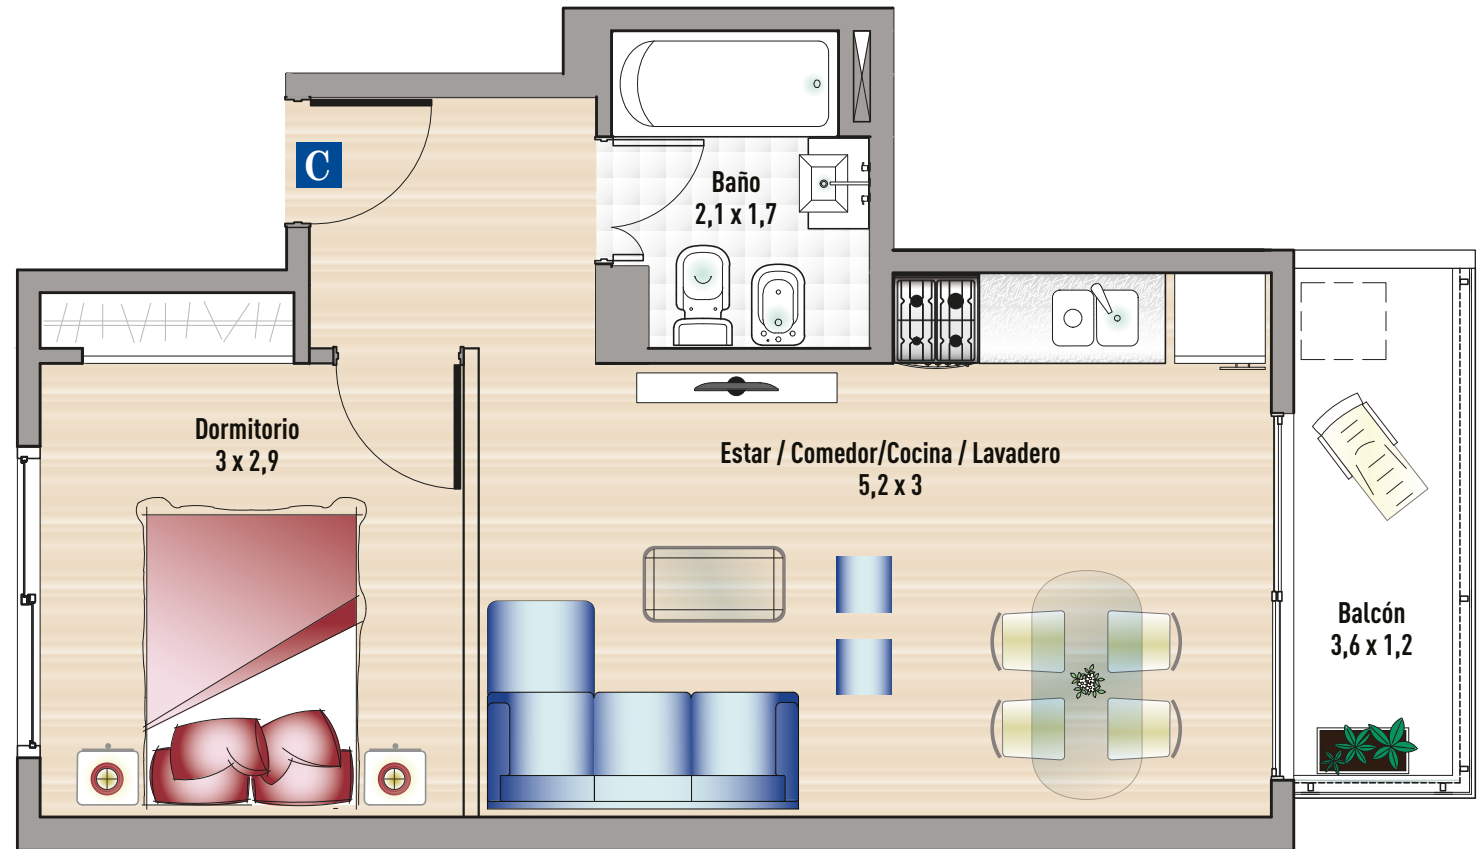 C
Baño
2,1 x 1,7
Dormitorio
3 x 2,9
Estar / Comedor/Cocina / Lavadero
5,2 x 3
Balcón
3,6 x 1,2